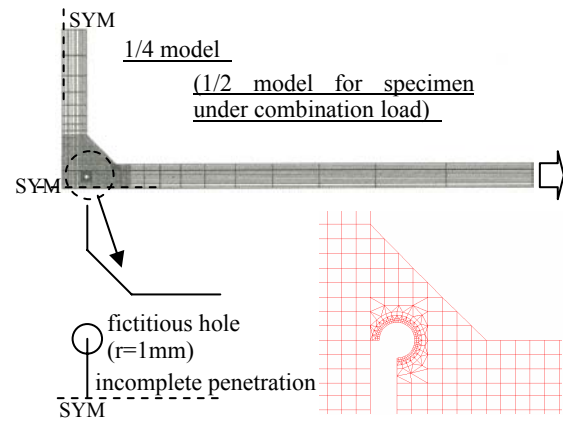 SYM
1/4 model
(1/2 model for specimen
under combination load)
SYM
fictitious hole
(r=1mm)
incomplete penetration
SYM